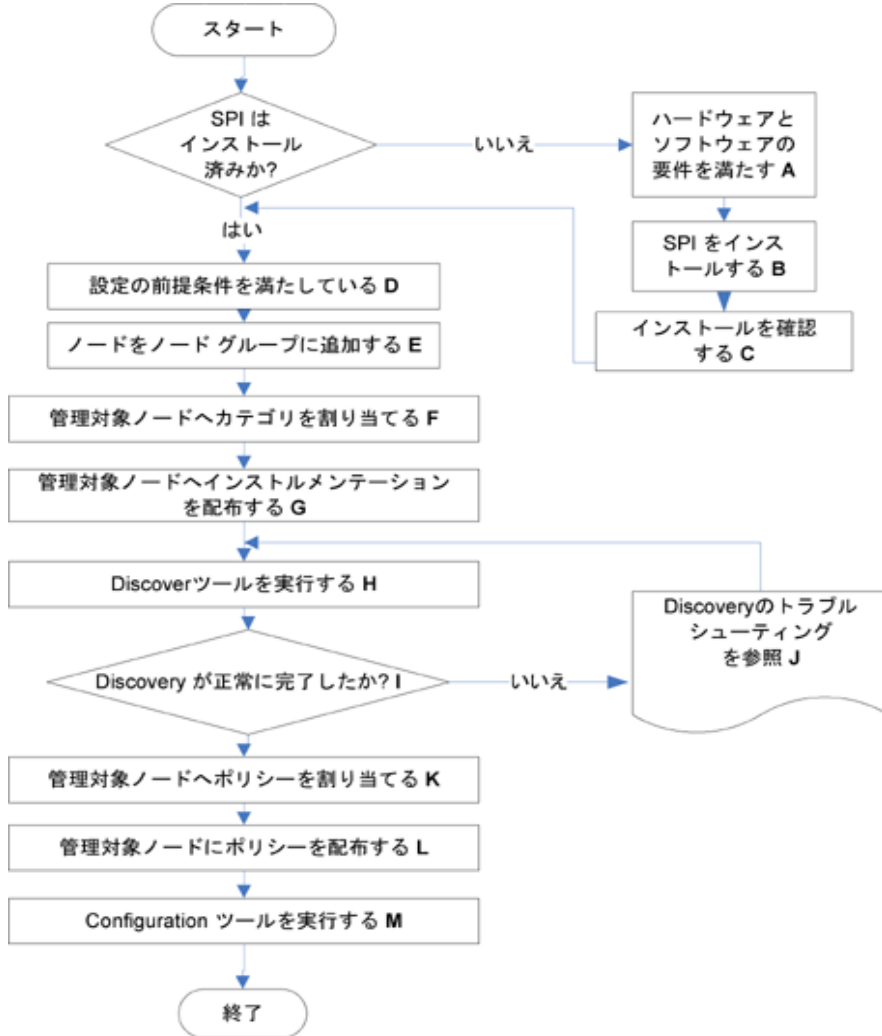 スタート
SPI は
インストール
済みか?
いいえ
ハードウェアと
ソフトウェアの
要件を満たす A
はい
SPI をインス
トールする B
設定の前提条件を満たしている D
インストールを確認
する C
ノードをノード グループに追加する E
管理対象ノードへカテゴリを割り当てる F
管理対象ノードへインストルメンテーション
を配布する G
Discoverツールを実行する H
Discoveryのトラブル
シューティング
を参照 J
Discovery が正常に完了したか? I
いいえ
管理対象ノードへポリシーを割り当てる K
管理対象ノードにポリシーを配布する L
Configuration ツールを実行する M
終了